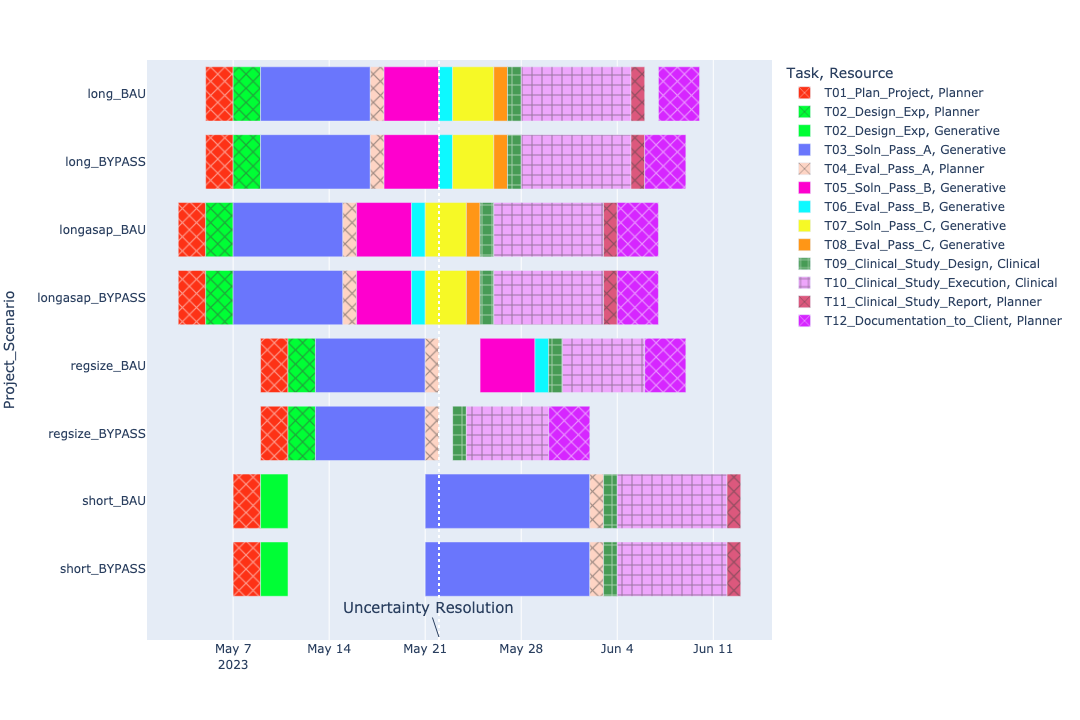 Task, Resource
T01_Plan_Project, Planner
T02_Design_Exp, Planner
T02_Design_Exp, Generative
T03_Soln_Pass_A, Generative
T04_Eval_Pass_A, Planner
T05_Soln_Pass_B, Generative
T06_Eval_Pass_B, Generative
T07_Soln_Pass_C, Generative
T08_Eval_Pass_C, Generative
T09_Clinical_Study_Design, Clinical
T10_Clinical_Study_Execution, Clinical
T11_Clinical_Study_Report, Planner
T12_Documentation_to_Client, Planner
Project_Scenario
long_BAU
long_BYPASS
longasap_BAU
longasap_BYPASS
regsize_BAU
regsize_BYPASS
short_BAU
short_BYPASS
Uncertainty Resolution
May 7 May 14 May 21 May 28 Jun 4 Jun 11
2023